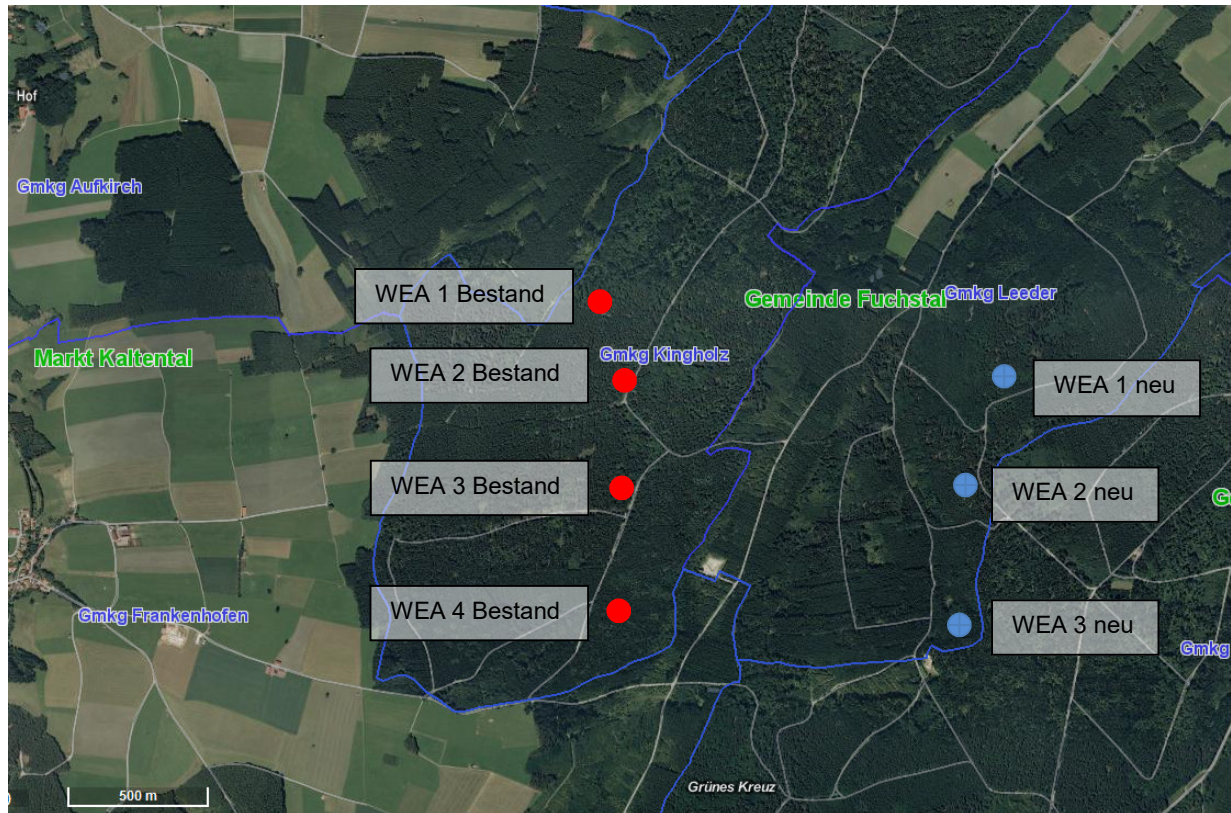 Hof
Gmkg Aufkirch
WEA 1 Bestand
Gemeinde Fuchstal
Gmkg Leeder
Markt Kaltental
Gmkg Kingholz
WEA 2 Bestand
WEA 1 neu
WEA 3 Bestand
WEA 2 neu
WEA 4 Bestand
Gmkg Frankenhofen
WEA 3 neu
Gmkg
Grünes Kreuz
500 m